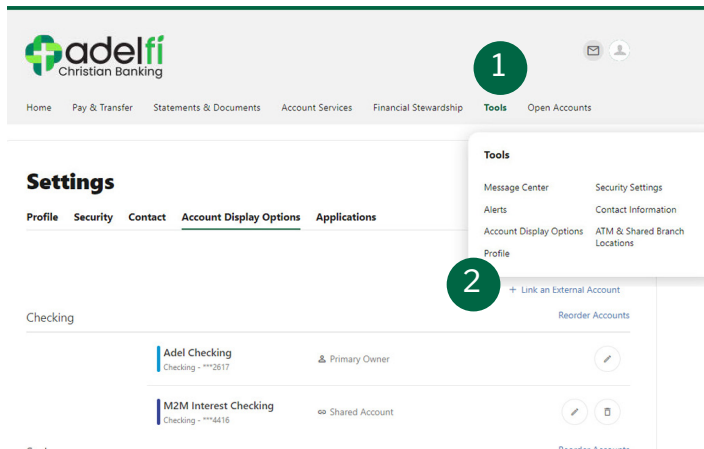 adelfi
Christian Banking
1
Home Pay & Transfer Statements & Documents Account Services Financial Stewardship Tools Open Accounts
Tools
Message Center Security Settings
Alerts Contact Information
Account Display Options ATM & Shared Branch Locations
Profile
Settings
Profile Security Contact Account Display Options Applications
2
+ Link an External Account
Checking Reorder Accounts
Adel Checking
Checking - ***2617
Primary Owner
M2M Interest Checking
Checking - ***4416
Shared Account
Reorder Accounts